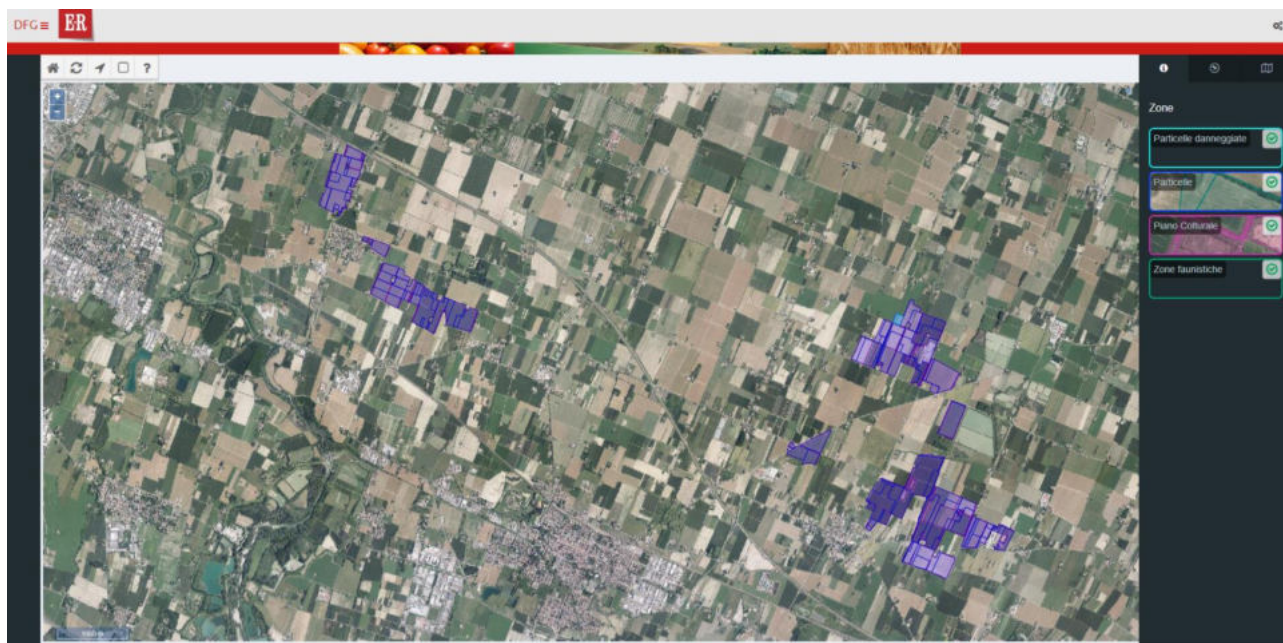 DFG
E-R
?
+
-
Zone
Particelle danneggiate
Particelle
Piano Colturale
Zone faunistiche